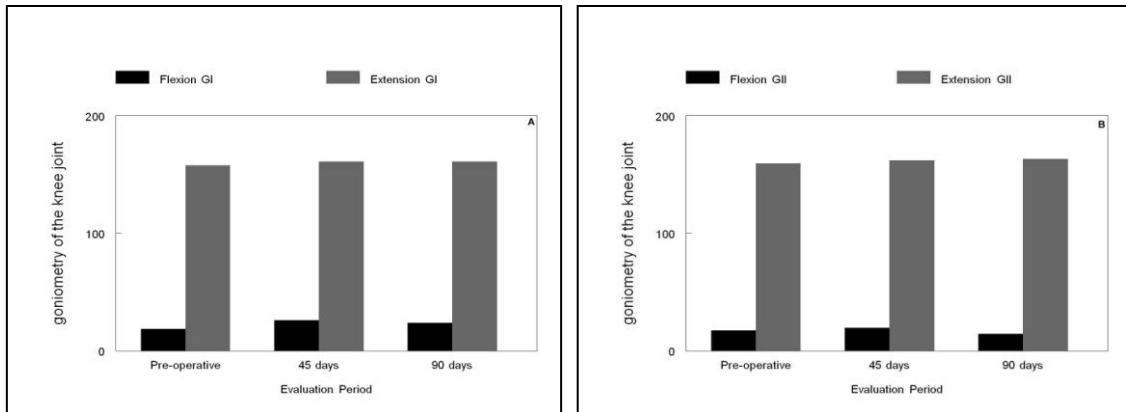 Flexion GI Extension GI
200
A
100
0
goniometry of the knee joint
Pre-operative 45 days 90 days
Evaluation Period
Flexion GII Extension GII
200
B
100
0
goniometry of the knee joint
Pre-operative 45 days 90 days
Evaluation Period